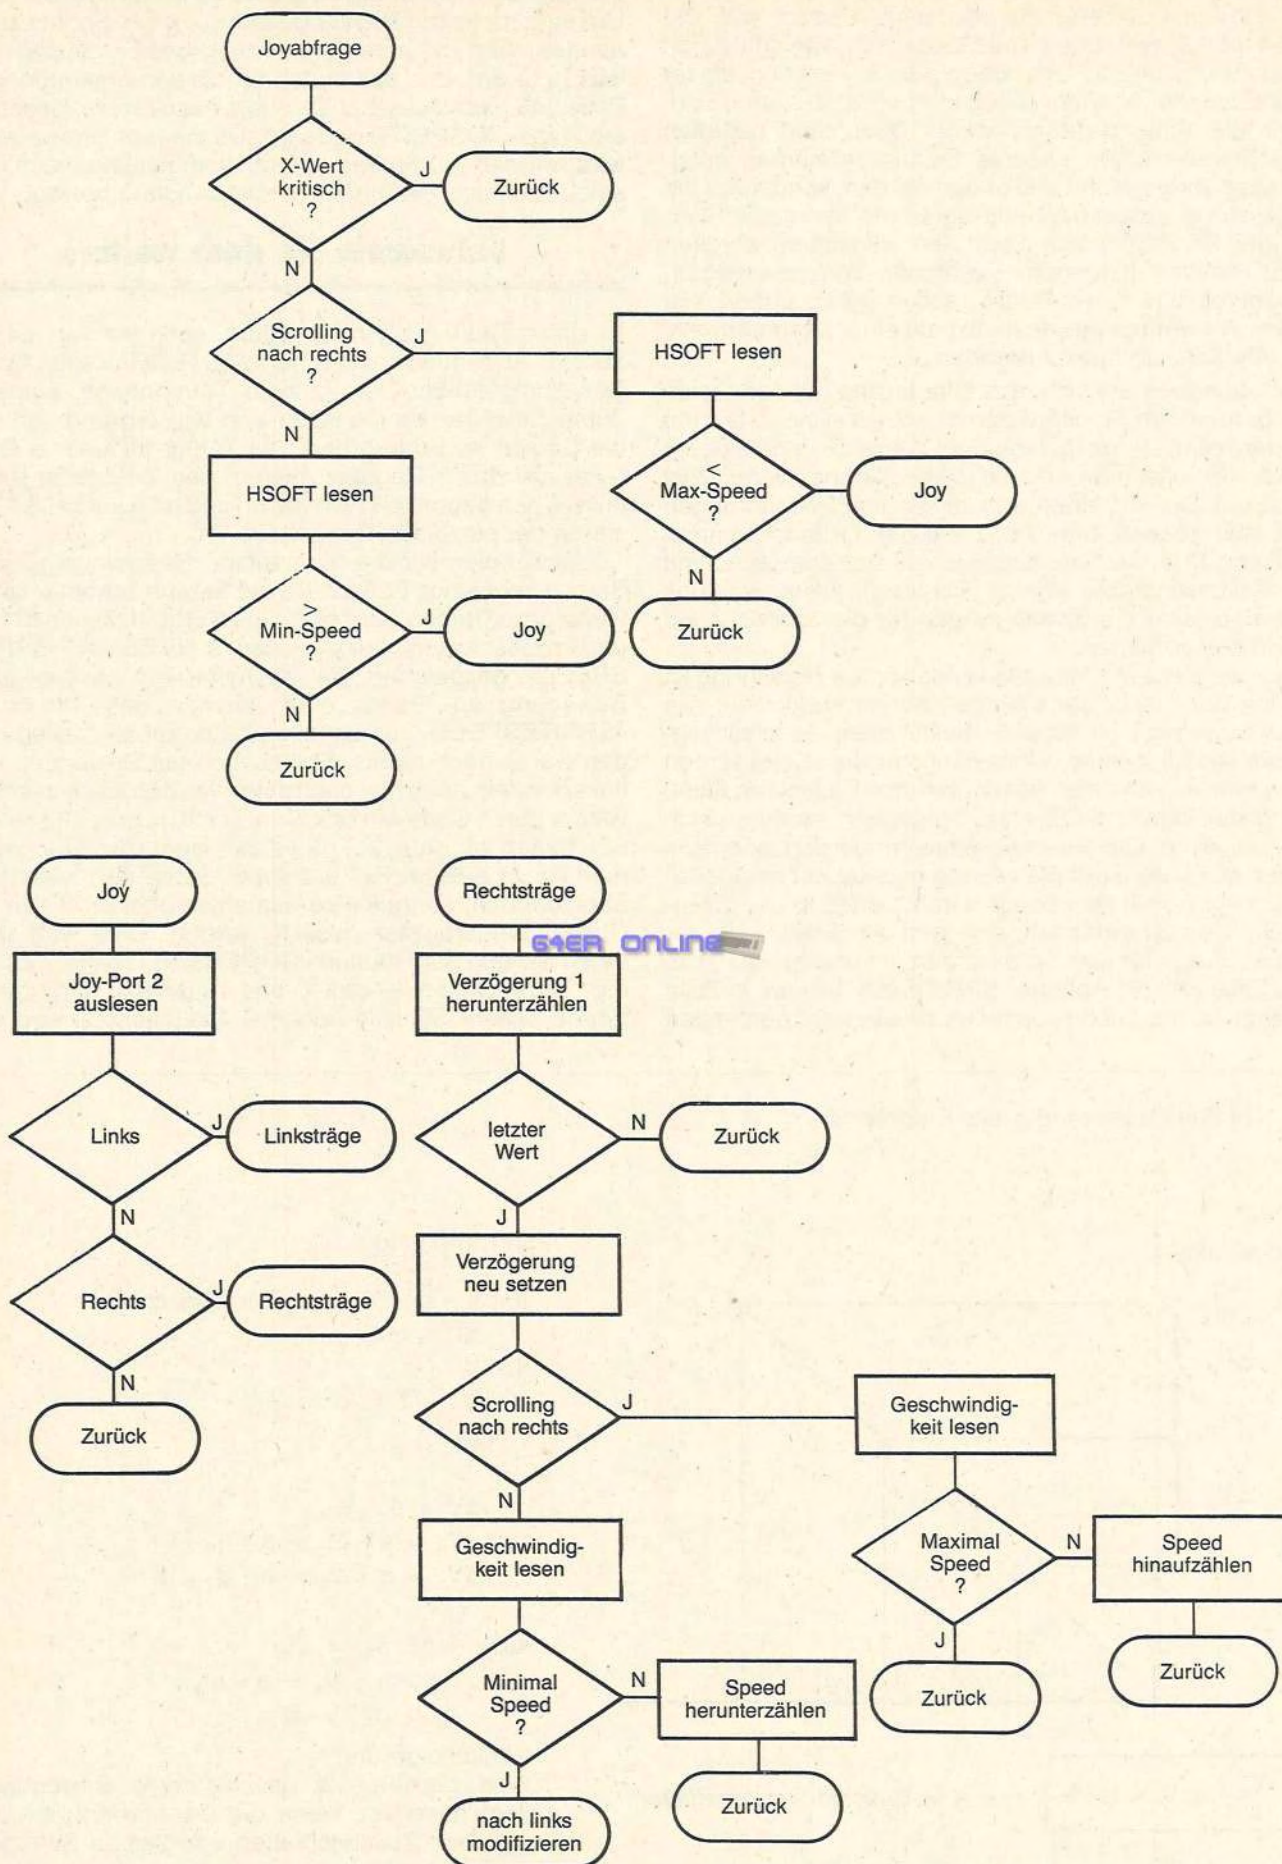 Joyabfrage
X-Wert
kritisch
?
J
Zurück
N
Scrolling
nach rechts
?
J
HSOFT lesen
N
HSOFT lesen
<
Max-Speed
?
Joy
N
Zurück
>
Min-Speed
?
J
Joy
N
Zurück
Joy
Joy-Port 2
auslesen
Links
J
Linksträge
N
Rechts
J
Rechtsträge
N
Zurück
Rechtsträge
64ER ONLINE
Verzögerung 1
herunterzählen
letzter
Wert
N
Zurück
J
Verzögerung
neu setzen
Scrolling
nach rechts
J
Geschwindig-
keit lesen
Maximal
Speed
?
N
Speed
hinaufzählen
Zurück
J
Zurück
N
Geschwindig-
keit lesen
Minimal
Speed
?
N
Speed
herunterzählen
Zurück
J
nach links
modifizieren